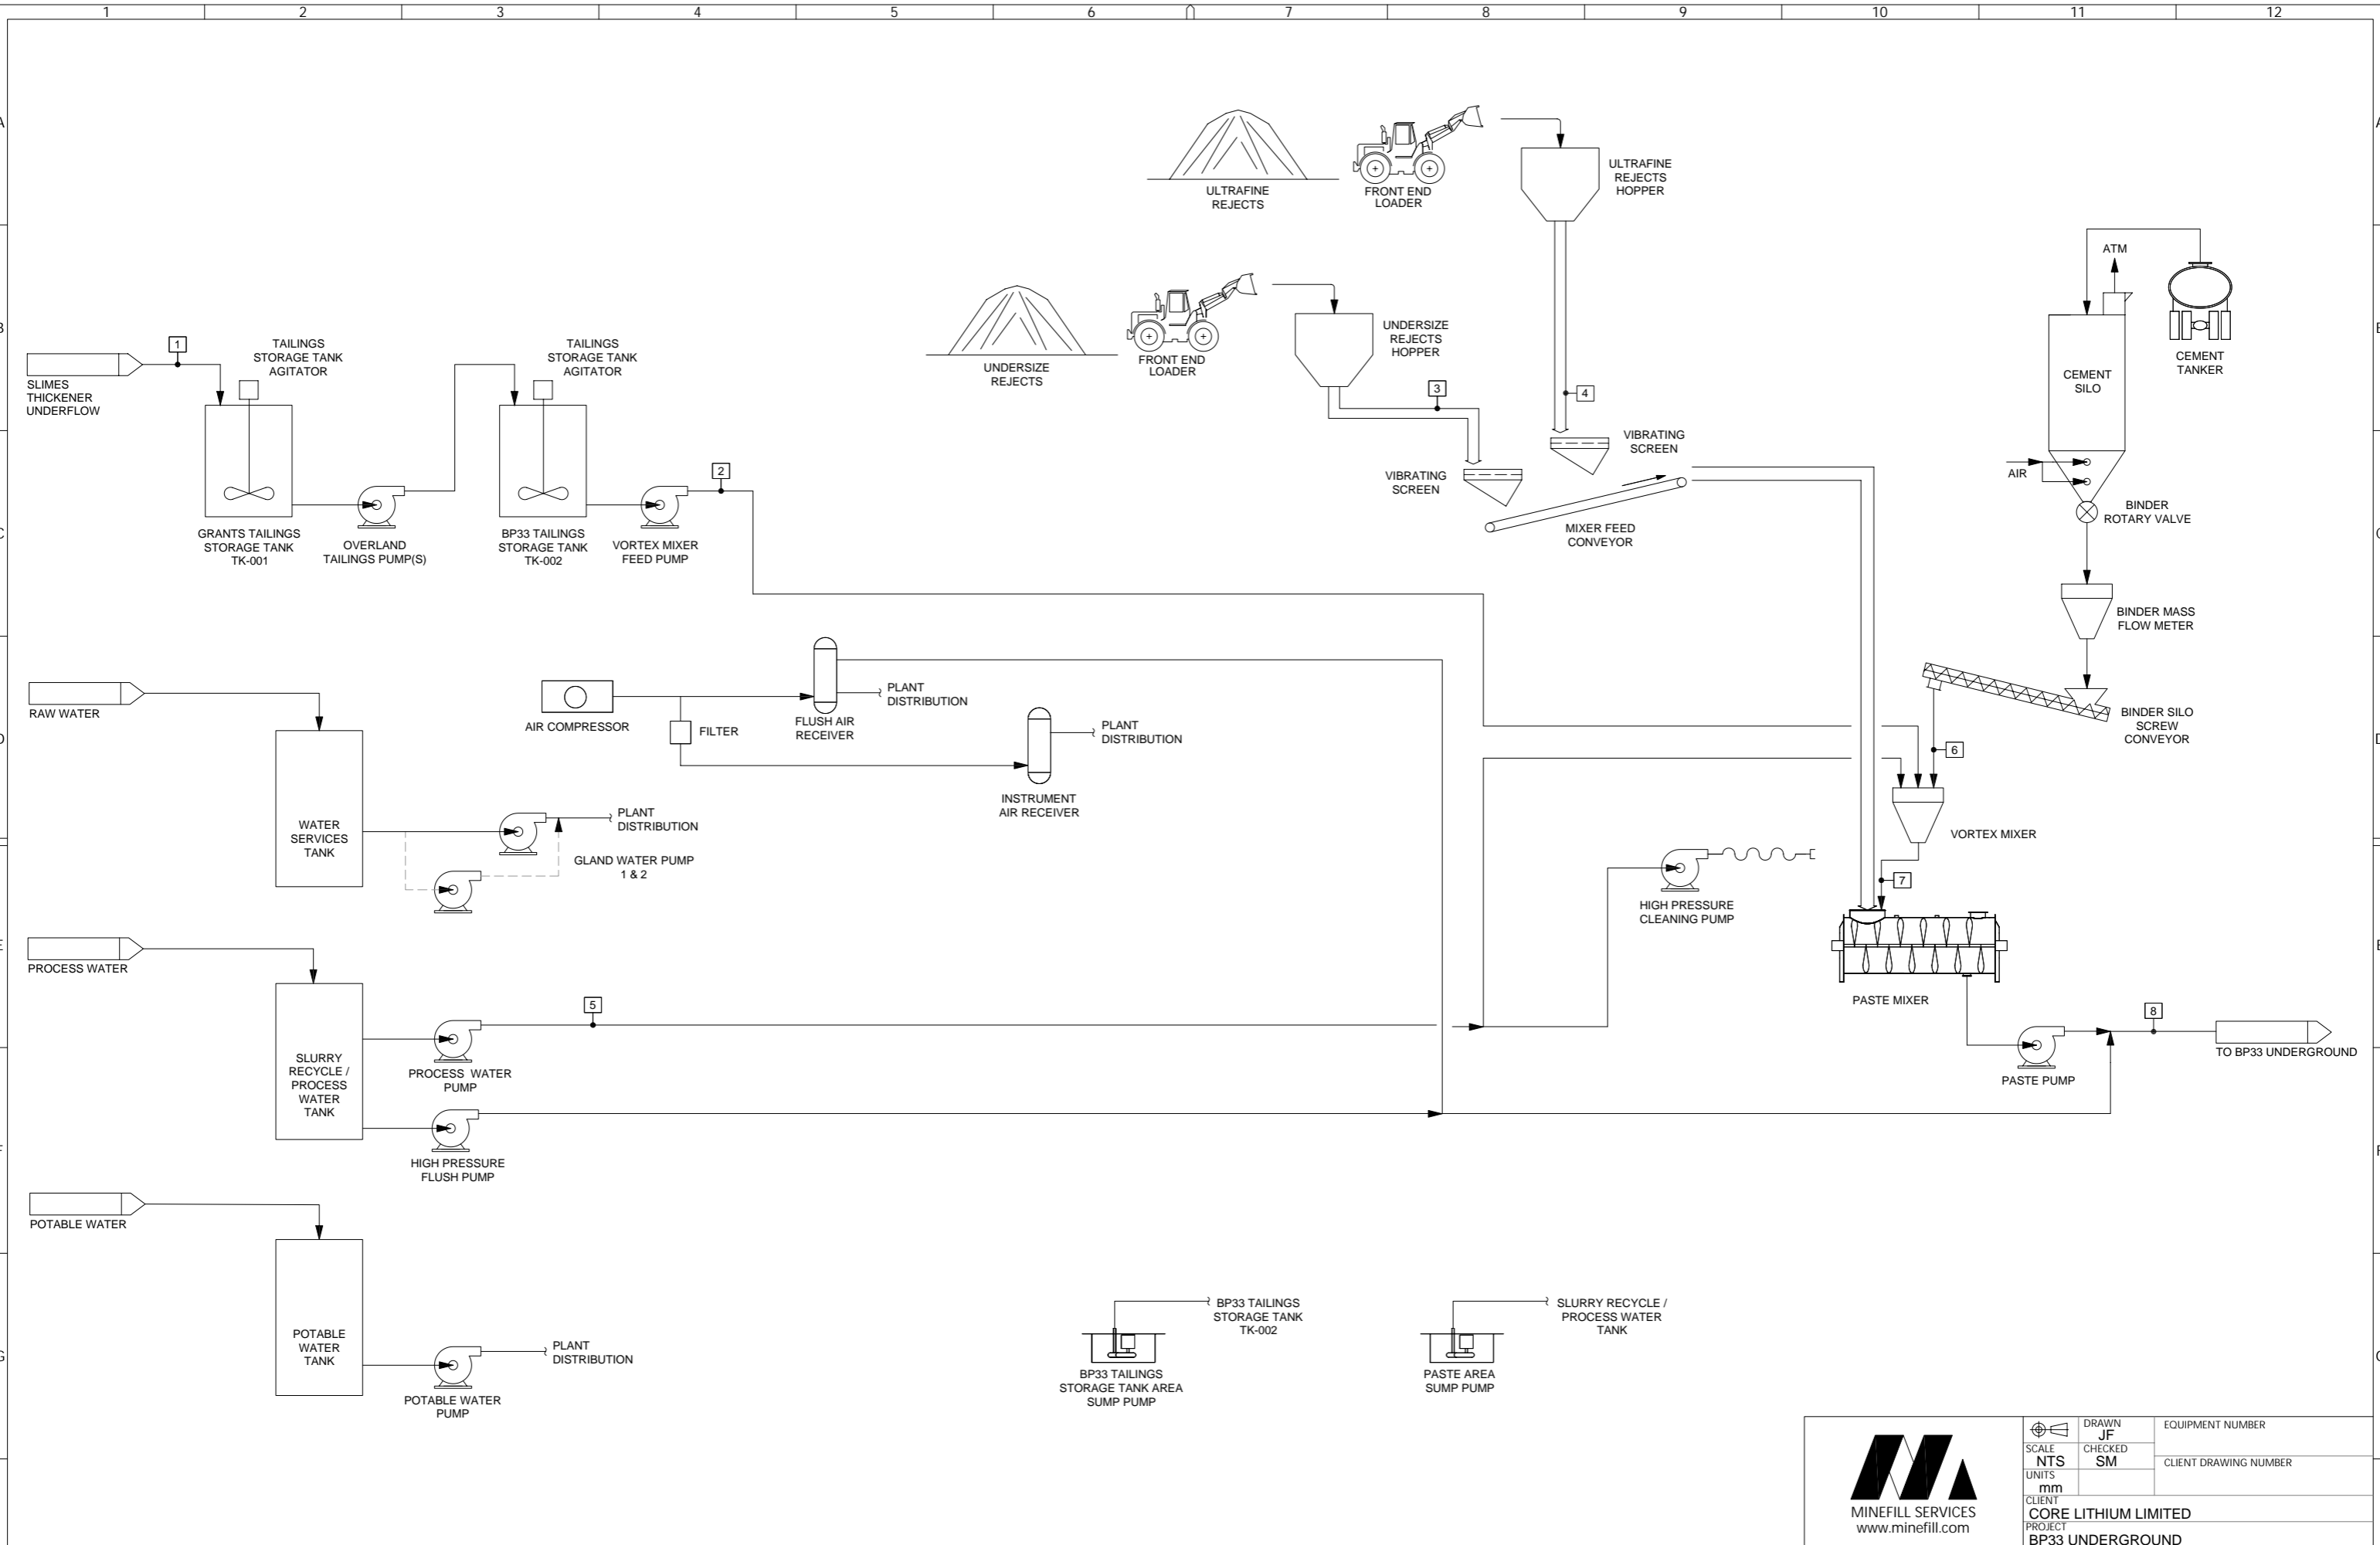 1 2 3 4 5 6 7 8 9 10 11 12
A
A
ULTRAFINE
REJECTS
FRONT END
LOADER
ULTRAFINE
REJECTS
HOPPER
B
UNDERSIZE
REJECTS
FRONT END
LOADER
UNDERSIZE
REJECTS
HOPPER
3
4
VIBRATING
SCREEN
VIBRATING
SCREEN
MIXER FEED
CONVEYOR
ATM
CEMENT
SILO
CEMENT
TANKER
AIR
BINDER
ROTARY VALVE
BINDER MASS
FLOW METER
BINDER SILO
SCREW
CONVEYOR
6
SLIMES
THICKENER
UNDERFLOW
1
TAILINGS
STORAGE TANK
AGITATOR
TAILINGS
STORAGE TANK
AGITATOR
2
C
GRANTS TAILINGS
STORAGE TANK
TK-001
OVERLAND
TAILINGS PUMP(S)
BP33 TAILINGS
STORAGE TANK
TK-002
VORTEX MIXER
FEED PUMP
D
RAW WATER
AIR COMPRESSOR
FILTER
FLUSH AIR
RECEIVER
PLANT
DISTRIBUTION
PLANT
DISTRIBUTION
INSTRUMENT
AIR RECEIVER
WATER
SERVICES
TANK
PLANT
DISTRIBUTION
GLAND WATER PUMP
1 & 2
VORTEX MIXER
7
HIGH PRESSURE
CLEANING PUMP
PASTE MIXER
E
PROCESS WATER
5
SLURRY
RECYCLE /
PROCESS
WATER
TANK
PROCESS WATER
PUMP
HIGH PRESSURE
FLUSH PUMP
8
TO BP33 UNDERGROUND
PASTE PUMP
F
POTABLE WATER
POTABLE
WATER
TANK
PLANT
DISTRIBUTION
POTABLE WATER
PUMP
G
BP33 TAILINGS
STORAGE TANK
TK-002
BP33 TAILINGS
STORAGE TANK AREA
SUMP PUMP
SLURRY RECYCLE /
PROCESS WATER
TANK
PASTE AREA
SUMP PUMP
MINEFILL SERVICES
www.minefill.com
DRAWN
JF
EQUIPMENT NUMBER
SCALE
NTS
CHECKED
SM
CLIENT DRAWING NUMBER
UNITS
mm
CLIENT
CORE LITHIUM LIMITED
PROJECT
BP33 UNDERGROUND